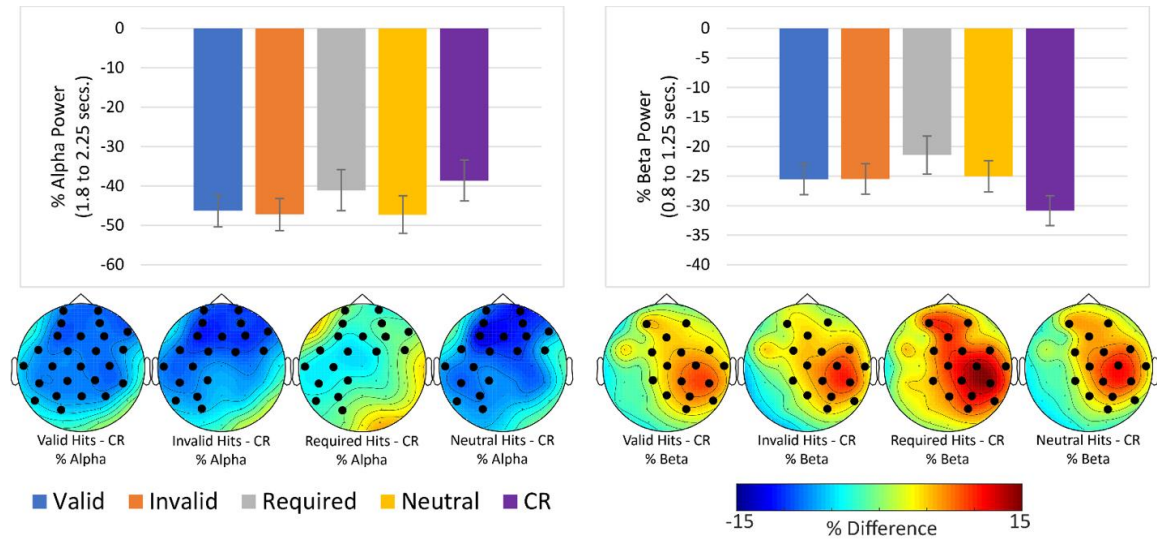 0
-10
-20
-30
-40
-50
-60
% Alpha Power
(1.8 to 2.25 secs.)
0
-5
-10
-15
-20
-25
-30
-35
-40
% Beta Power
(0.8 to 1.25 secs.)
Valid Hits - CR
% Alpha
Invalid Hits - CR
% Alpha
Required Hits - CR
% Alpha
Neutral Hits - CR
% Alpha
Valid Hits - CR
% Beta
Invalid Hits - CR
% Beta
Required Hits - CR
% Beta
Neutral Hits - CR
% Beta
Valid
Invalid
Required
Neutral
CR
-15
% Difference
15